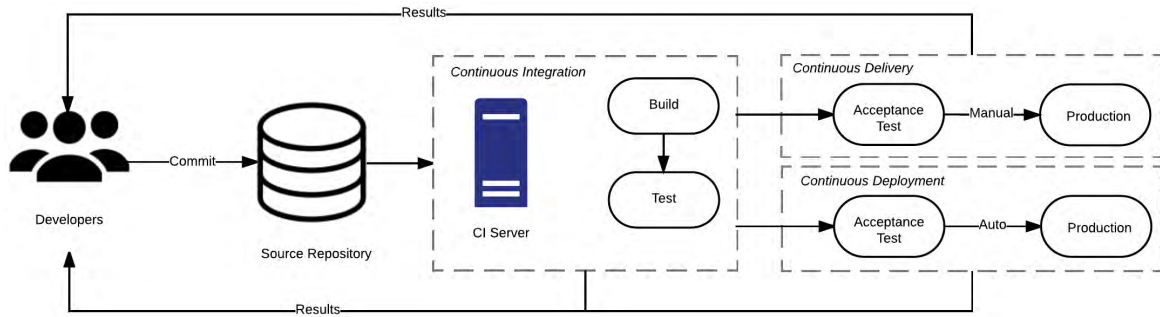 Results
Continuous Integration
Continuous Delivery
Build
Acceptance
Test
Manual
Production
Commit
Continuous Deployment
Test
Developers
Acceptance
Test
Auto
Production
CI Server
Source Repository
Results